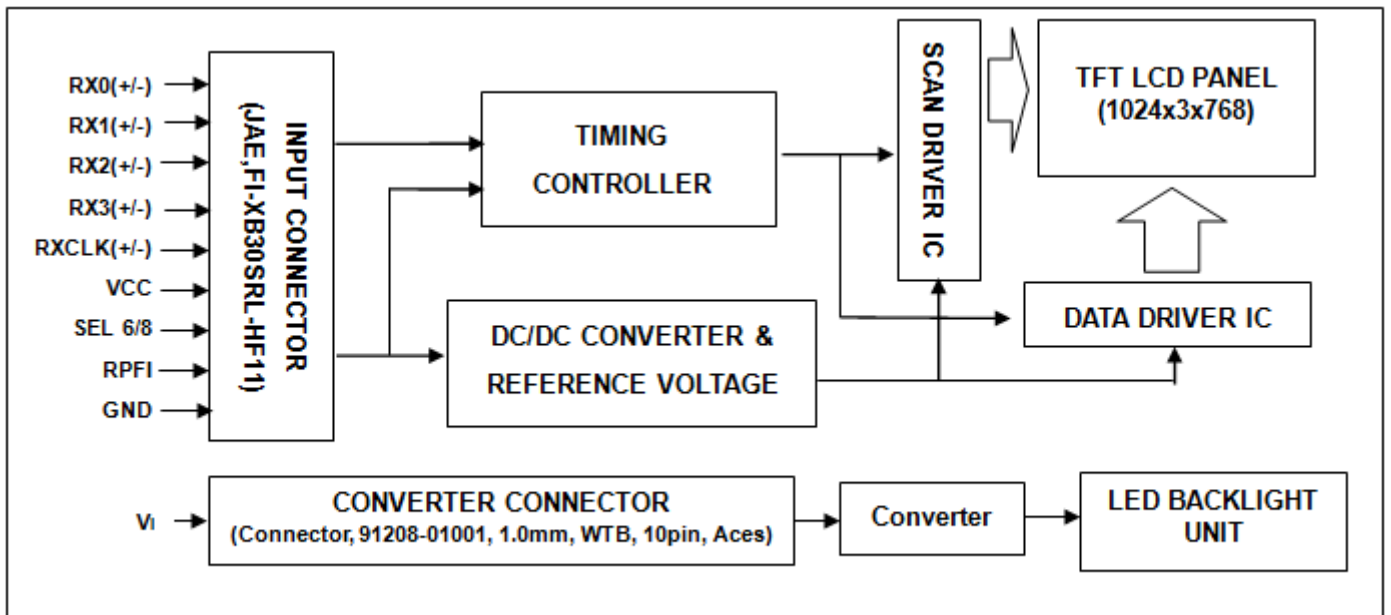 RX0(+/-)
RX1(+/-)
RX2(+/-)
RX3(+/-)
RXCLK(+/-)
VCC
SEL 6/8
RPFI
GND
INPUT CONNECTOR
(JAE,FI-XB30SRL-HF11)
TIMING
CONTROLLER
DC/DC CONVERTER &
REFERENCE VOLTAGE
SCAN DRIVER IC
TFT LCD PANEL
(1024x3x768)
DATA DRIVER IC
VI
CONVERTER CONNECTOR
(Connector, 91208-01001, 1.0mm, WTB, 10pin, Aces)
Converter
LED BACKLIGHT
UNIT